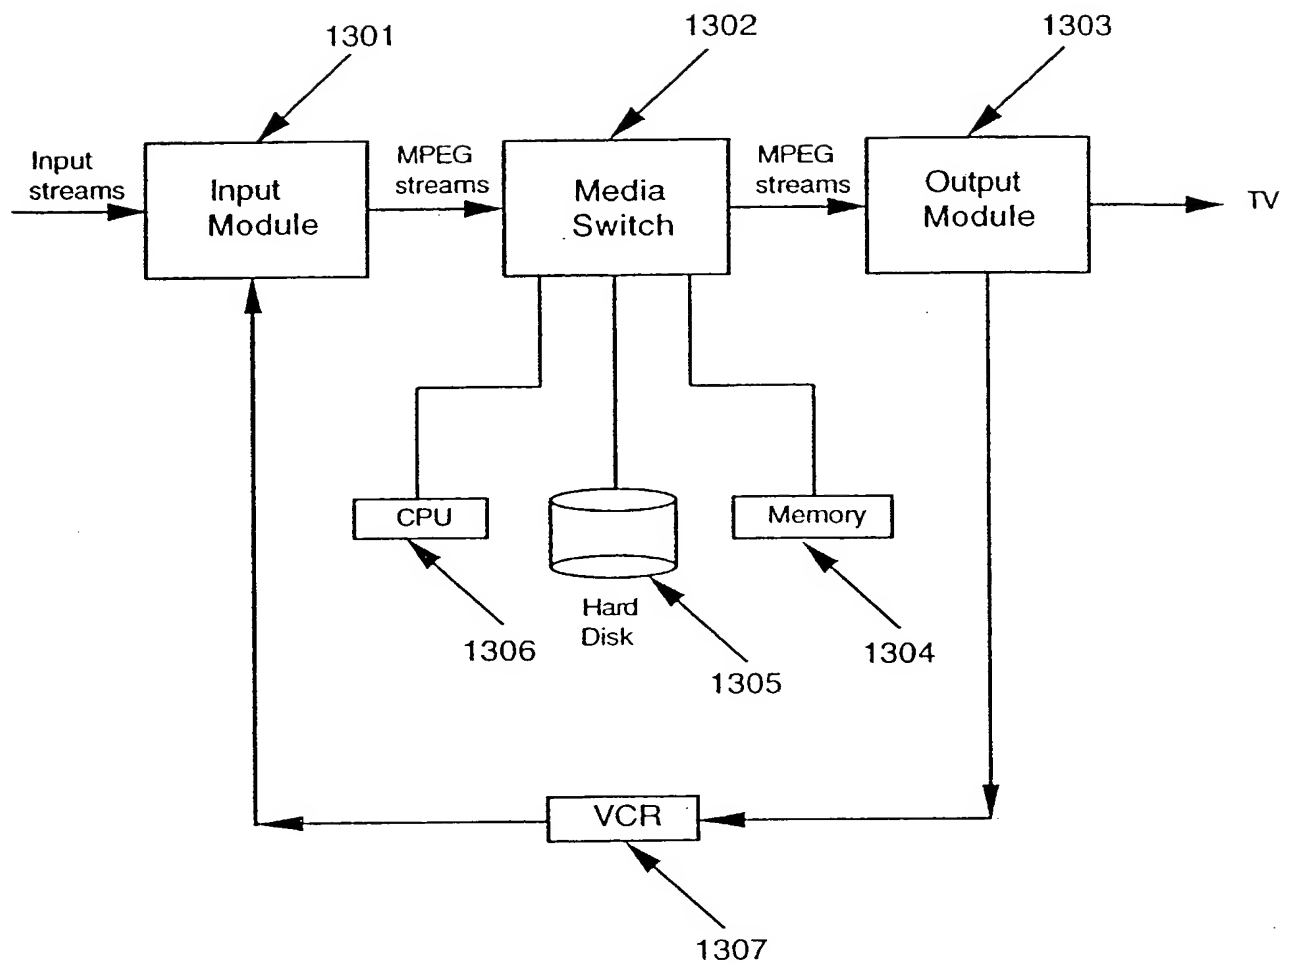 1301
1302
1303
Input
streams
Input
Module
MPEG
streams
Media
Switch
MPEG
streams
Output
Module
TV
CPU
Memory
Hard
Disk
1306
1305
1304
VCR
1307